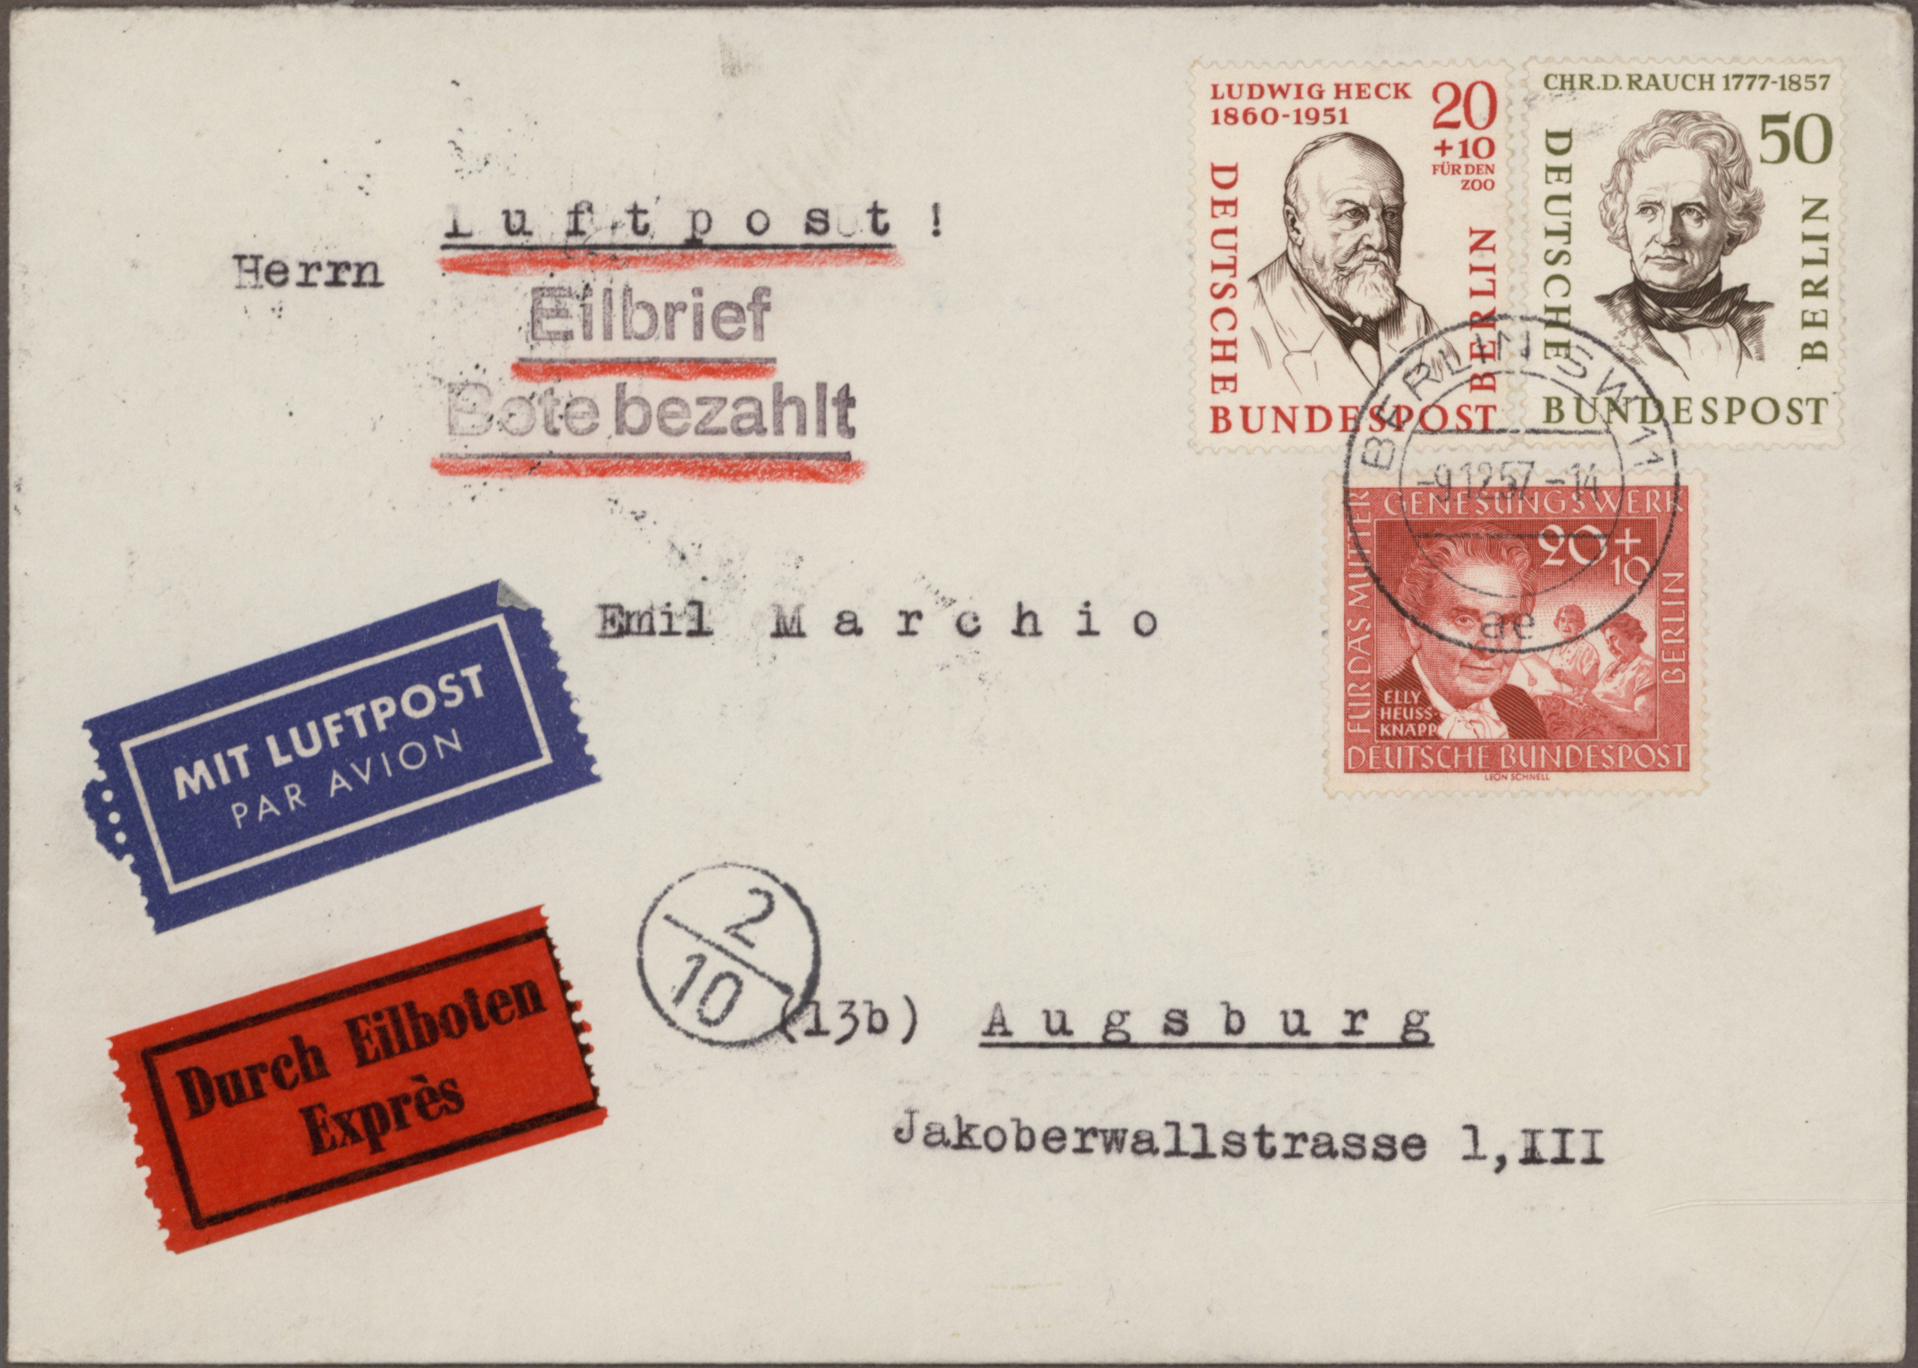 Luftpost!
Herrn
Eilbrief
Bote bezahlt
Emil Marchio
(13b) Augsburg
Jakoberwallstrasse 1,III
MIT LUFTPOST
PAR AVION
Durch Eilboten
Exprès
2
10
LUDWIG HECK
1860-1951
20
+10
FÜR DEN
ZOO
DEUTSCHE
BUNDESPOST
BERLIN
CHR.D.RAUCH 1777-1857
50
DEUTSCHE
BUNDESPOST
BERLIN
BERLIN SW 11
-9.12.57-14
ae
FÜR DAS MÜTTER
GENESUNGSWERK
20+
10
BERLIN
ELLY
HEUSS-
KNAPP
DEUTSCHE BUNDESPOST
LEON SCHNELL